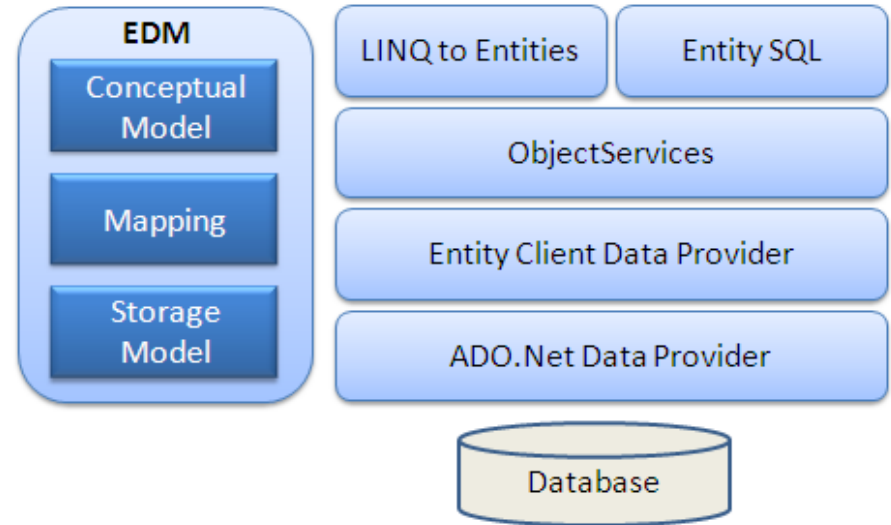 EDM
Conceptual
Model
Mapping
Storage
Model
LINQ to Entities
Entity SQL
ObjectServices
Entity Client Data Provider
ADO.Net Data Provider
Database